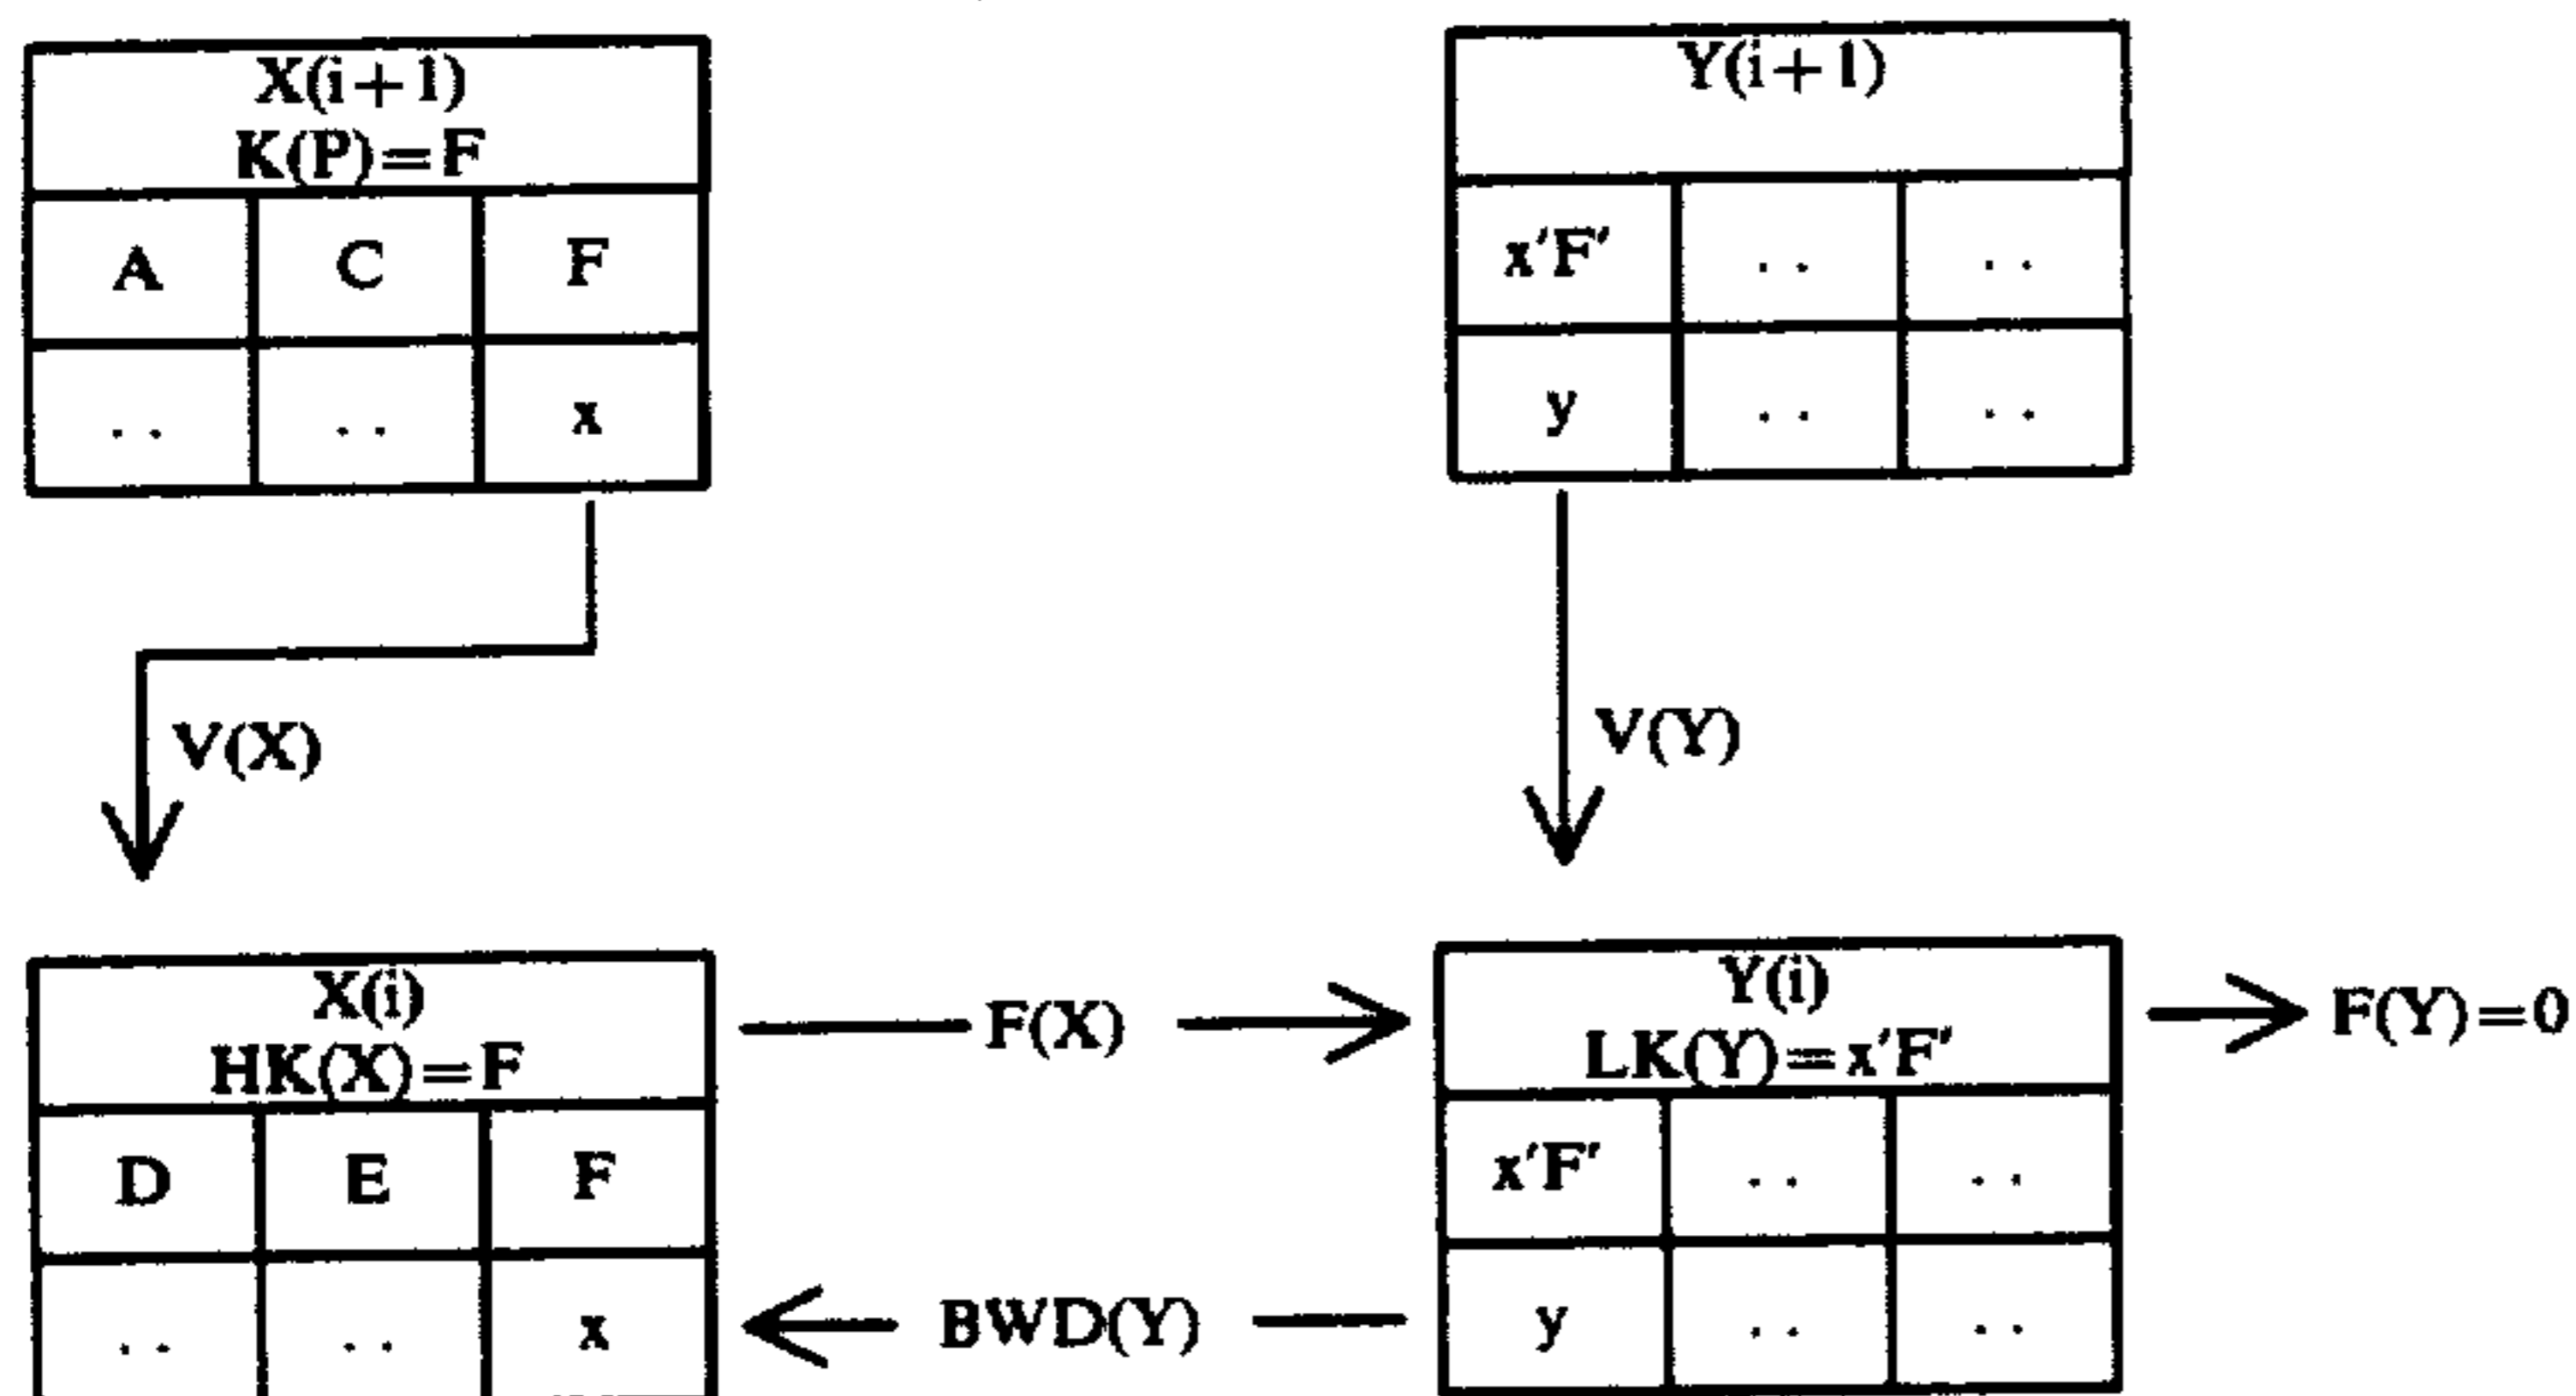 X(i+1)
K(P)=F
A C F
.. .. x
Y(i+1)
x'F' .. ..
y .. ..
V(X)
V(Y)
X(i)
HK(X)=F
D E F
.. .. x
F(X)
BWD(Y)
Y(i)
LK(Y)=x'F'
x'F' .. ..
y .. ..
F(Y)=0